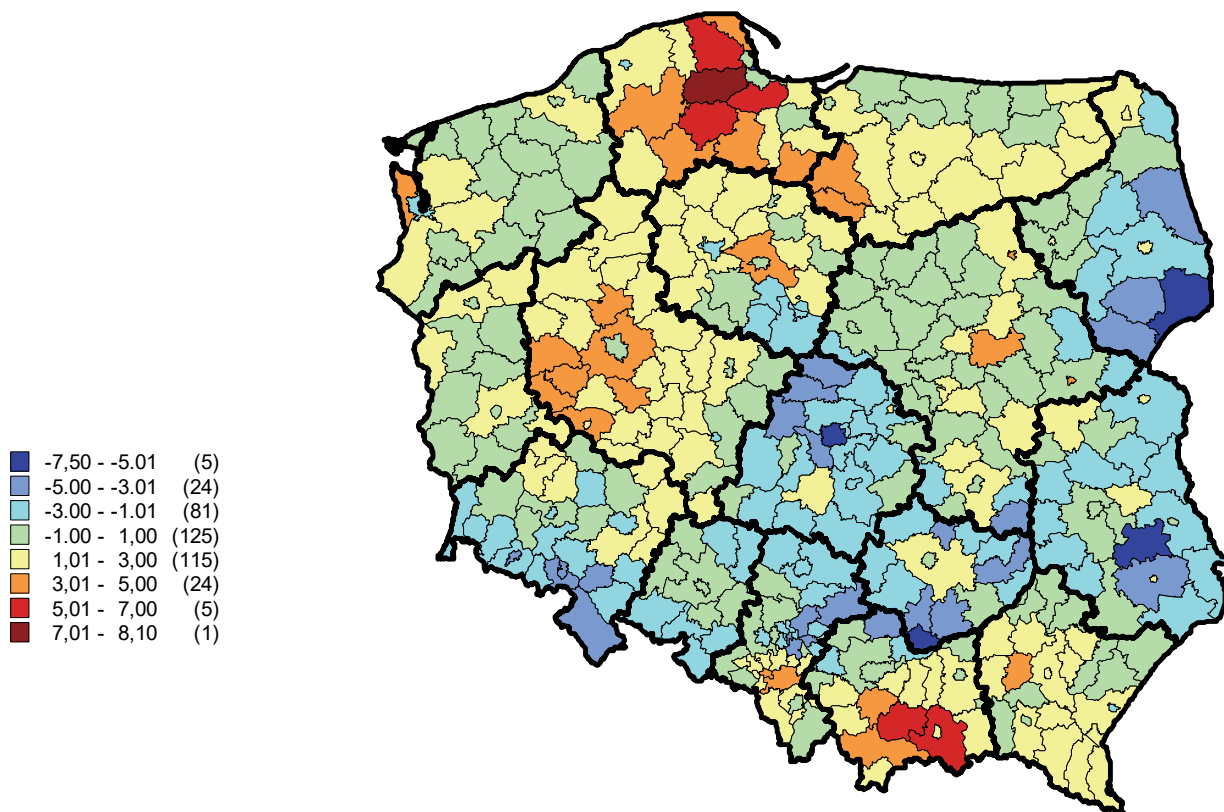 -7,50 - -5.01 (5)
-5.00 - -3.01 (24)
-3.00 - -1.01 (81)
-1.00 - 1,00 (125)
1,01 - 3,00 (115)
3,01 - 5,00 (24)
5,01 - 7,00 (5)
7,01 - 8,10 (1)